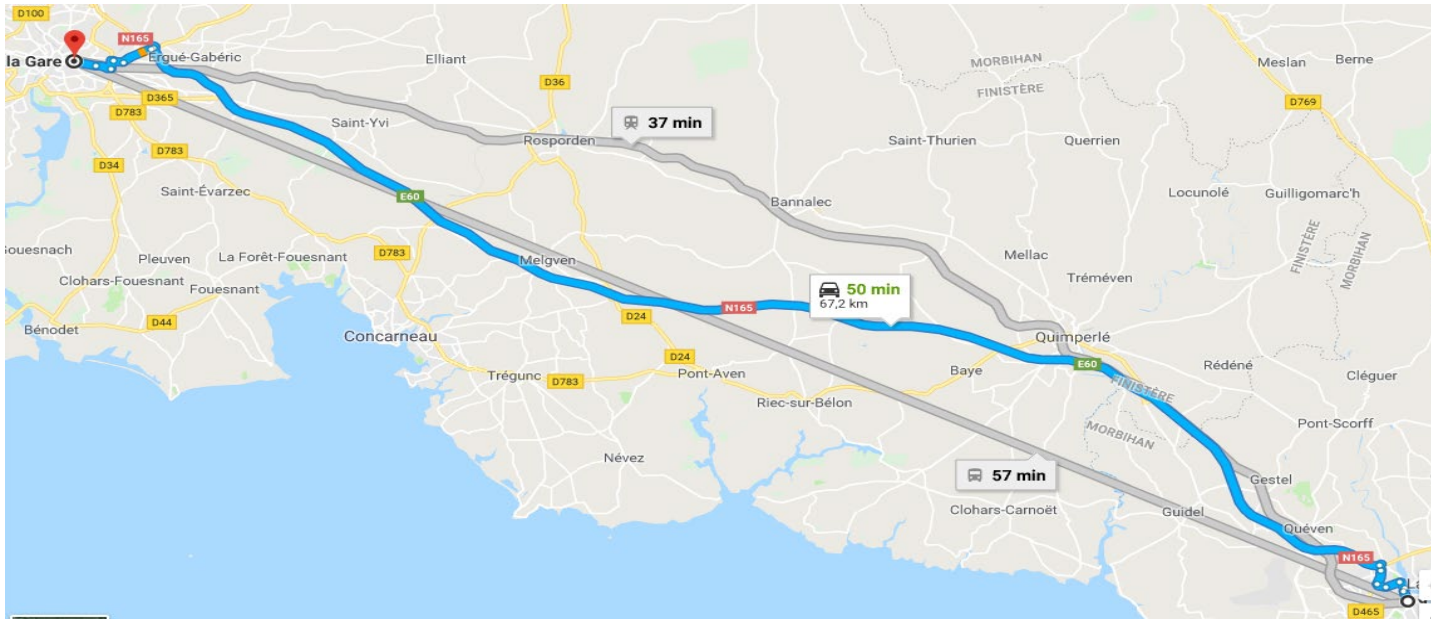 D100
N165
Ergué-Gabéric
Elliant
MORBIHAN
FINISTÈRE
Meslan
Berne
la Gare
D36
D769
D365
D783
Saint-Yvi
37 min
Rosporden
Saint-Thurien
Querrien
D783
D34
Saint-Évarzec
E60
Locunolé
Guilligomarc'h
Bannalec
FINISTÈRE
MORBIHAN
Gouesnach
Pleuven
La Forêt-Fouesnant
D783
Melgven
Mellac
Tréméven
Clohars-Fouesnant
Fouesnant
50 min
67,2 km
N165
D24
Bénodet
D44
Concarneau
Quimperlé
D24
E60
Rédéné
Trégunc
D783
Pont-Aven
Baye
Cléguer
FINISTÈRE
Riec-sur-Bélon
MORBIHAN
Pont-Scorff
Névez
57 min
Gestel
Clohars-Carnoët
Guidel
Quéven
N165
La
D465